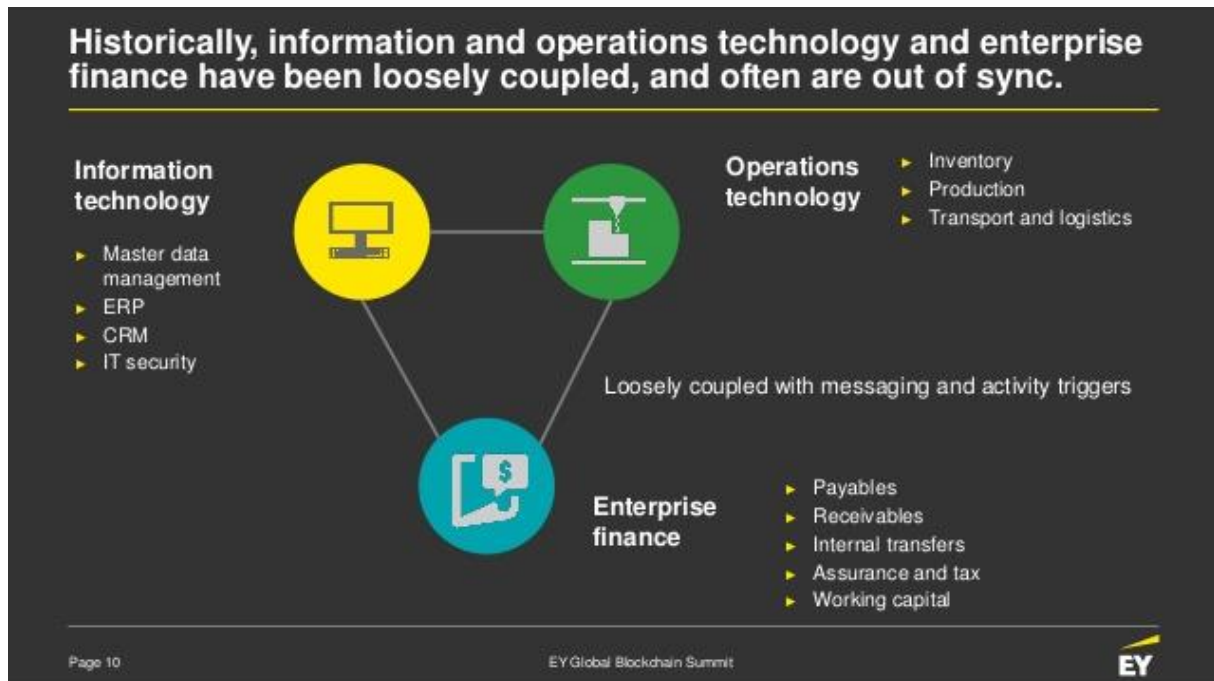 Historically, information and operations technology and enterprise
finance have been loosely coupled, and often are out of sync.
Information
technology
► Master data
management
► ERP
► CRM
► IT security
Operations
technology
► Inventory
► Production
► Transport and logistics
Loosely coupled with messaging and activity triggers
$
Enterprise
finance
► Payables
► Receivables
► Internal transfers
► Assurance and tax
► Working capital
Page 10
EY Global Blockchain Summit
EY